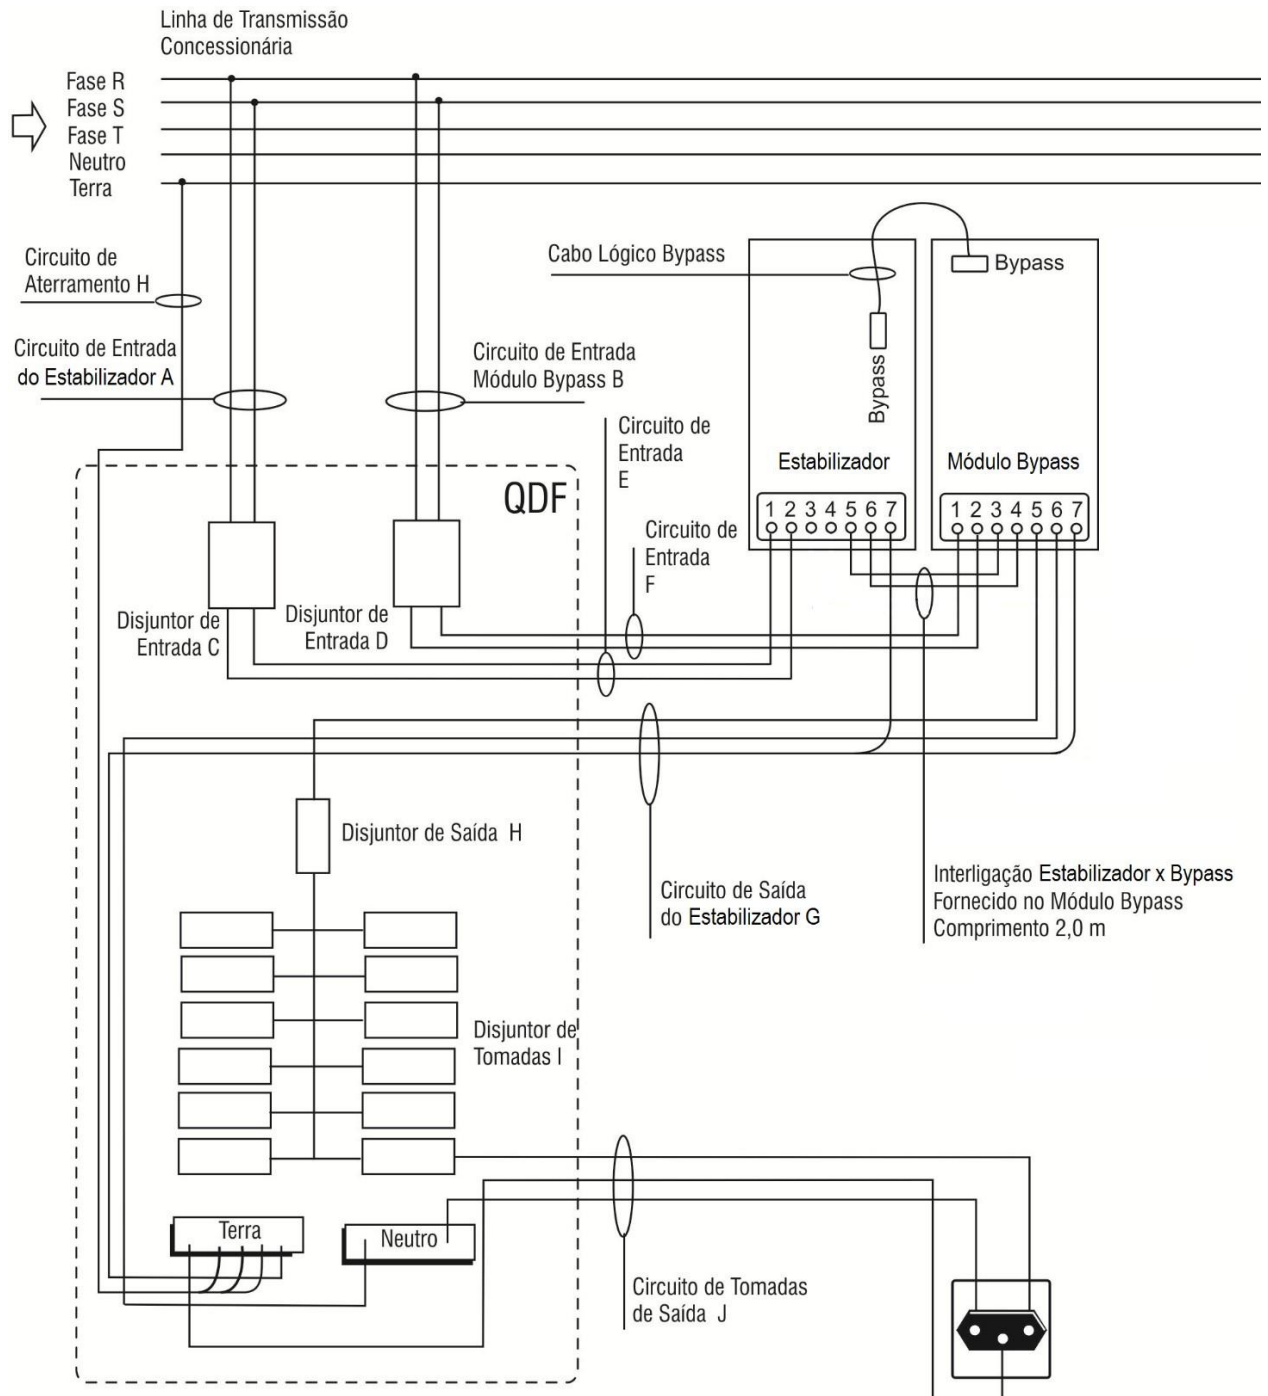 Linha de Transmissão
Concessionária
Fase R
Fase S
Fase T
Neutro
Terra
Circuito de
Aterramento H
Circuito de Entrada
do Estabilizador A
Circuito de Entrada
Módulo Bypass B
Cabo Lógico Bypass
Bypass
Bypass
Circuito de
Entrada
E
Estabilizador
Módulo Bypass
QDF
1 2 3 4 5 6 7
1 2 3 4 5 6 7
Circuito de
Entrada
F
Disjuntor de
Entrada C
Disjuntor de
Entrada D
Disjuntor de Saída H
Circuito de Saída
do Estabilizador G
Interligação Estabilizador x Bypass
Fornecido no Módulo Bypass
Comprimento 2,0 m
Disjuntor de
Tomadas I
Terra
Neutro
Circuito de Tomadas
de Saída J